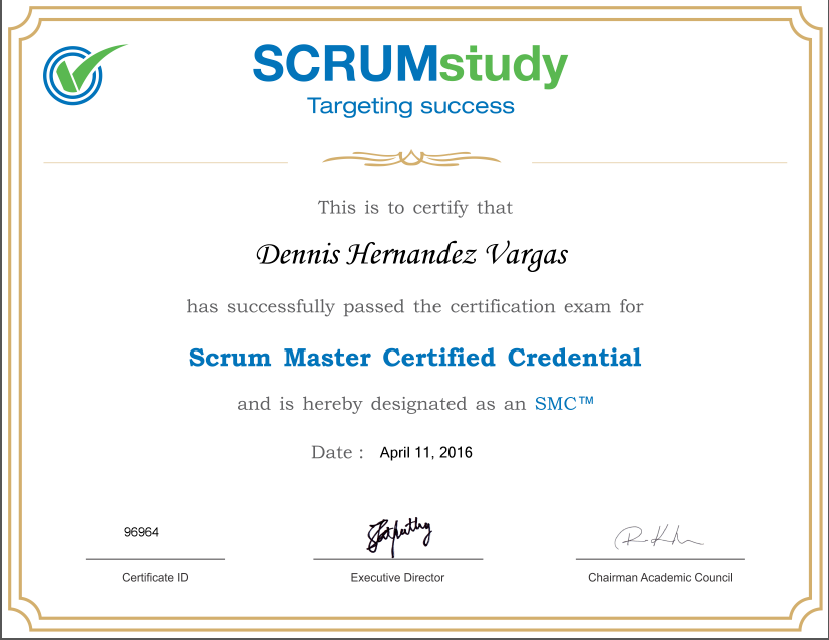 SCRUMstudy
Targeting success
This is to certify that
Dennis Hernandez Vargas
has successfully passed the certification exam for
Scrum Master Certified Credential
and is hereby designated as an SMC™
Date : April 11, 2016
96964
Certificate ID
Executive Director
Chairman Academic Council